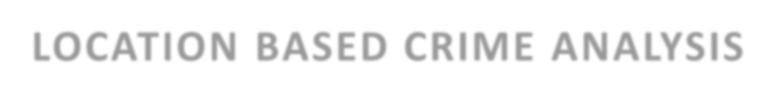 LOCATION BASED CRIME ANALYSIS